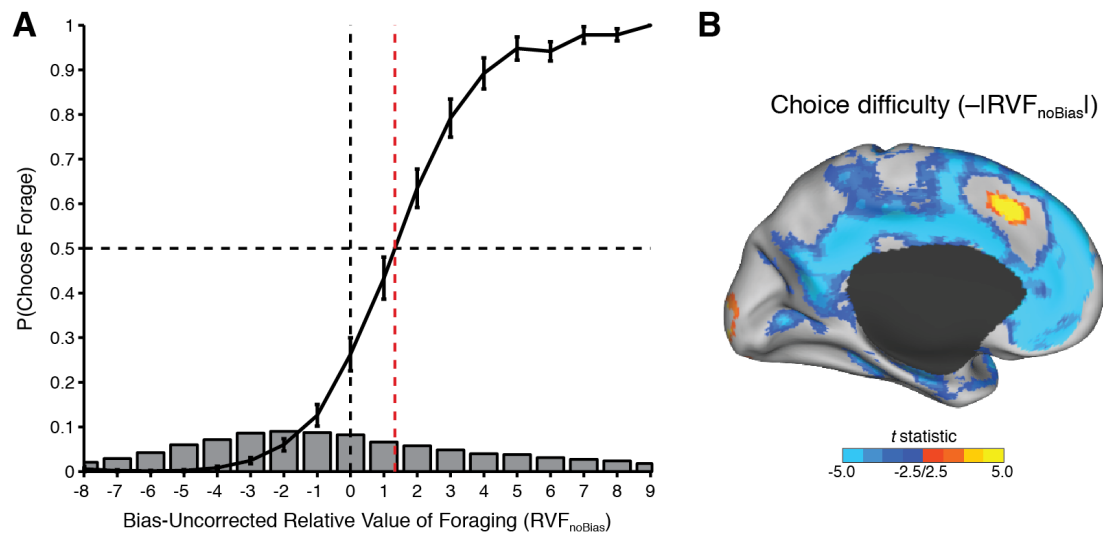 A
1
0.9
0.8
0.7
0.6
0.5
0.4
0.3
0.2
0.1
0
P(Choose Forage)
-8 -7 -6 -5 -4 -3 -2 -1 0 1 2 3 4 5 6 7 8 9
Bias-Uncorrected Relative Value of Foraging (RVFnoBias)
B
Choice difficulty (–|RVFnoBias|)
t statistic
-5.0 -2.5/2.5 5.0